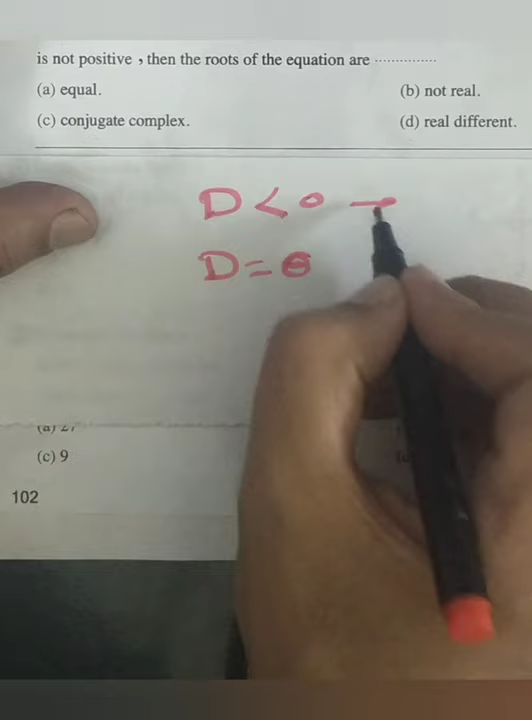 is not positive , then the roots of the equation are ..............
(a) equal.
(b) not real.
(c) conjugate complex.
(d) real different.
D < 0 -
D = 0
(c) 9
102